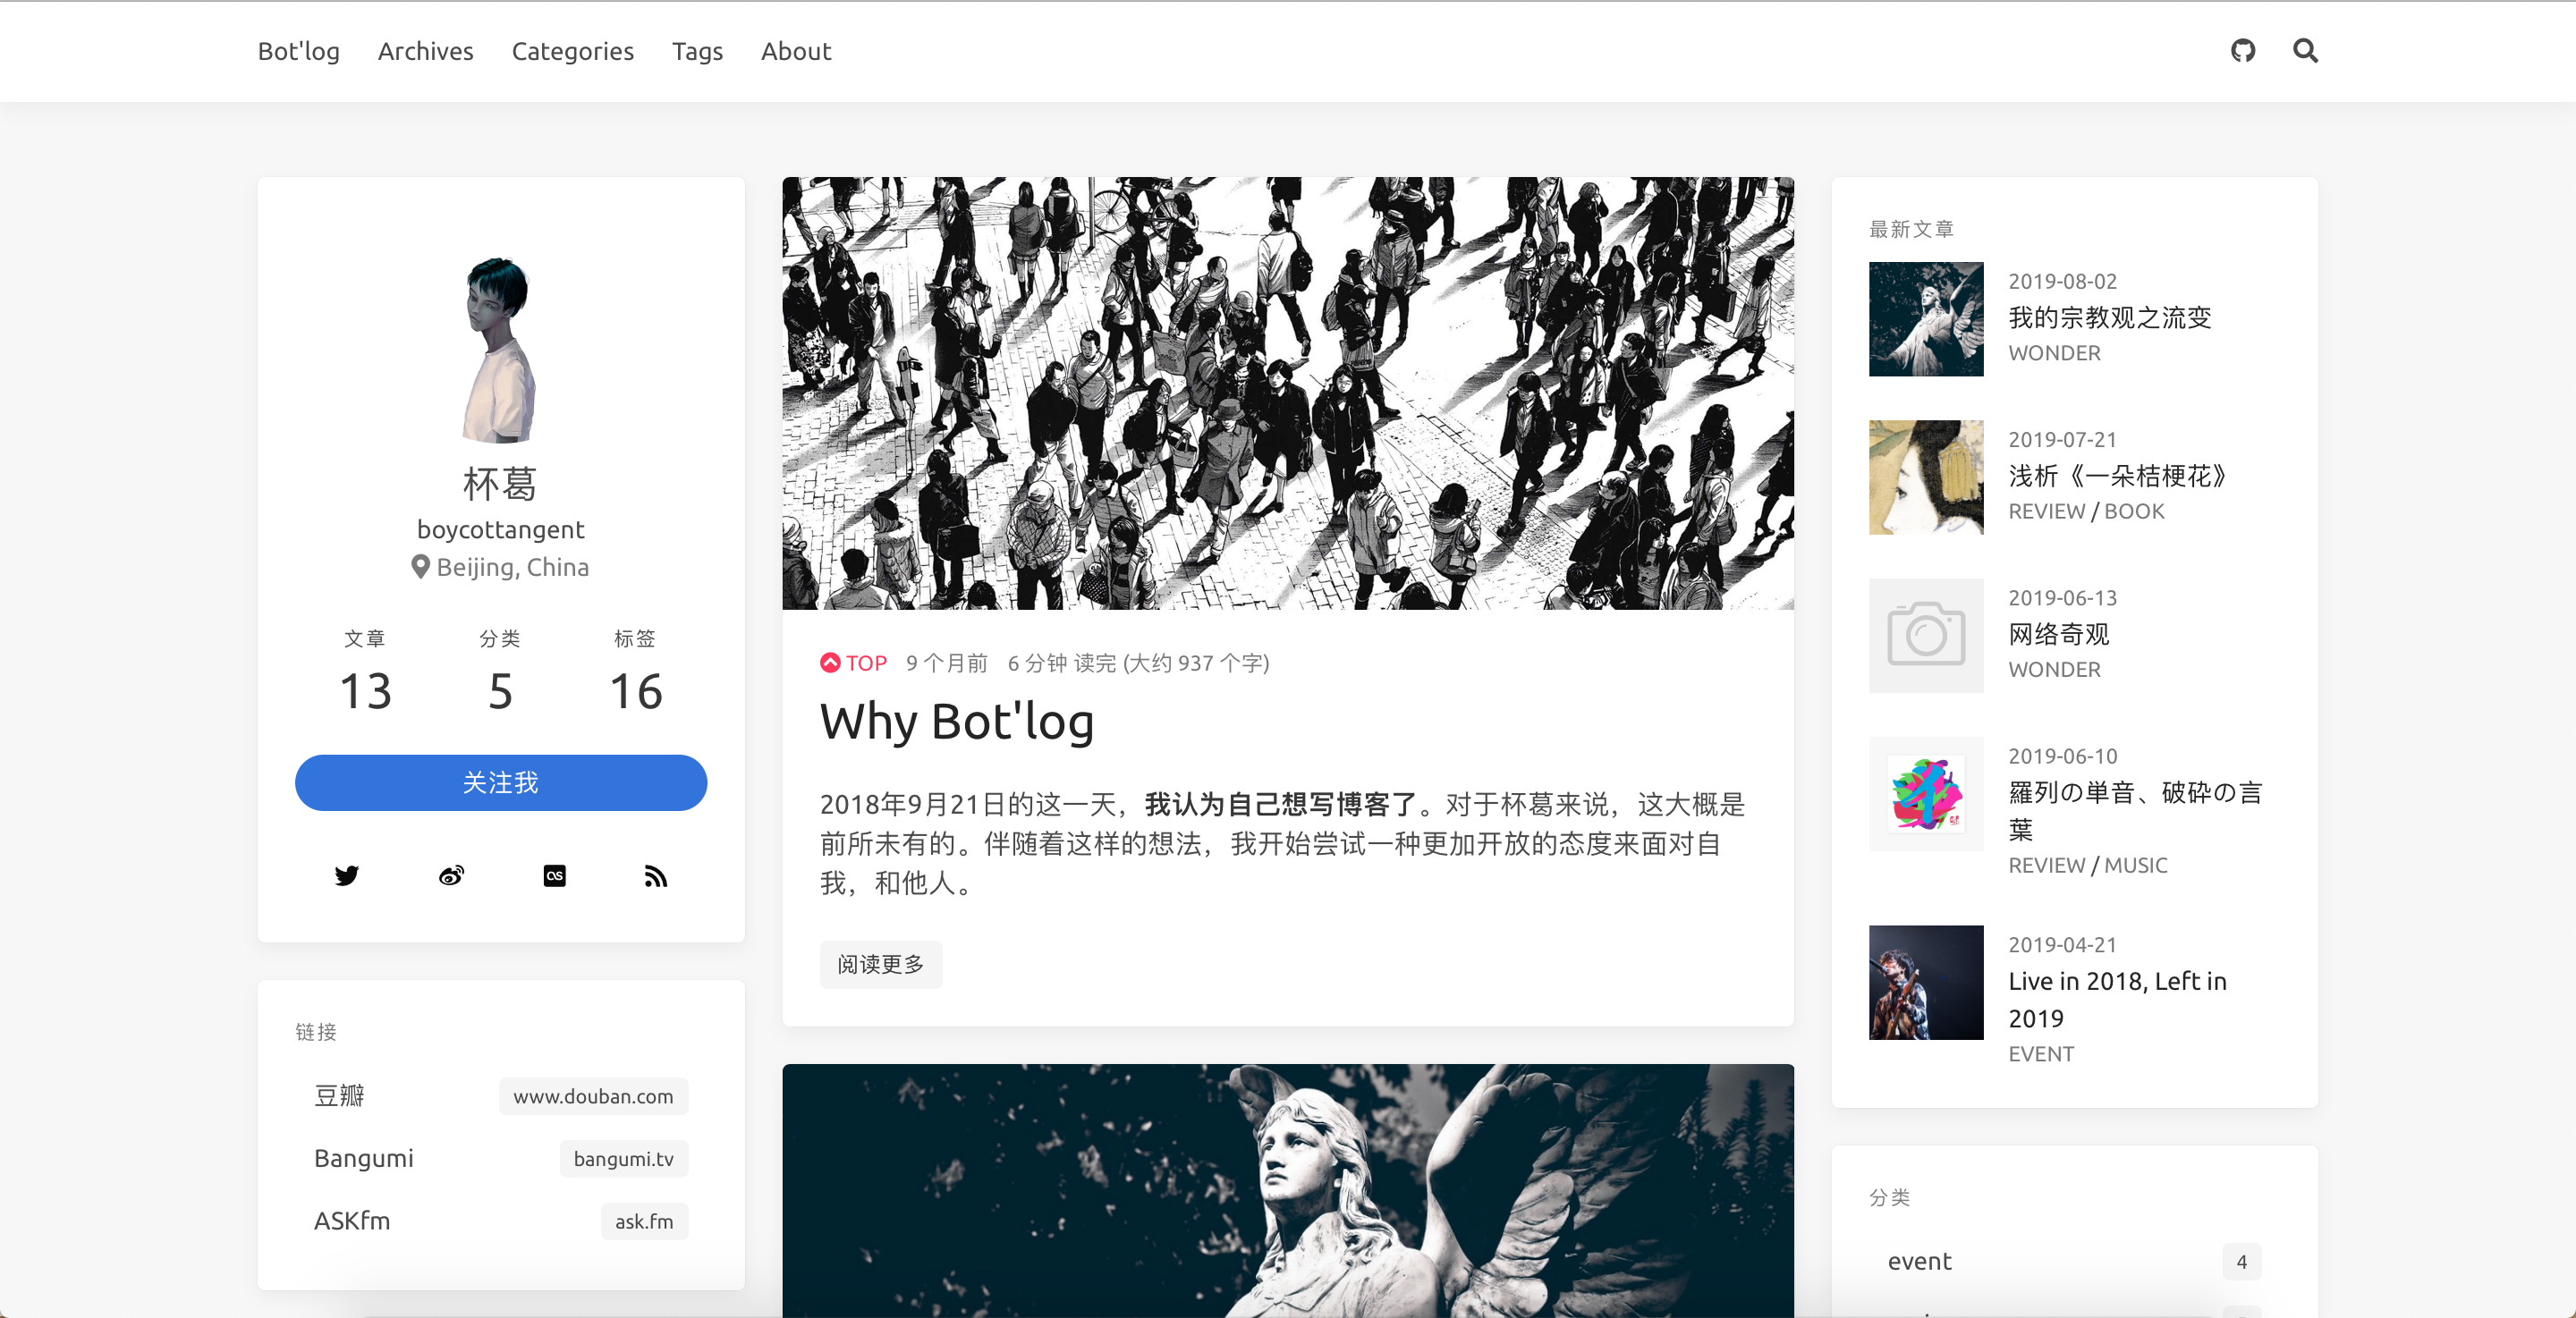 Bot'log
Archives
Categories
Tags
About
杯葛
boycottangent
Beijing, China
文章
13
分类
5
标签
16
关注我
链接
豆瓣
www.douban.com
Bangumi
bangumi.tv
ASKfm
ask.fm
TOP 9 个月前 6 分钟 读完 (大约 937 个字)
Why Bot'log
2018年9月21日的这一天，我认为自己想写博客了。对于杯葛来说，这大概是
前所未有的。伴随着这样的想法，我开始尝试一种更加开放的态度来面对自
我，和他人。
阅读更多
最新文章
2019-08-02
我的宗教观之流变
WONDER
2019-07-21
浅析《一朵桔梗花》
REVIEW / BOOK
2019-06-13
网络奇观
WONDER
2019-06-10
羅列の単音、破砕の言
葉
REVIEW / MUSIC
2019-04-21
Live in 2018, Left in
2019
EVENT
分类
event
4